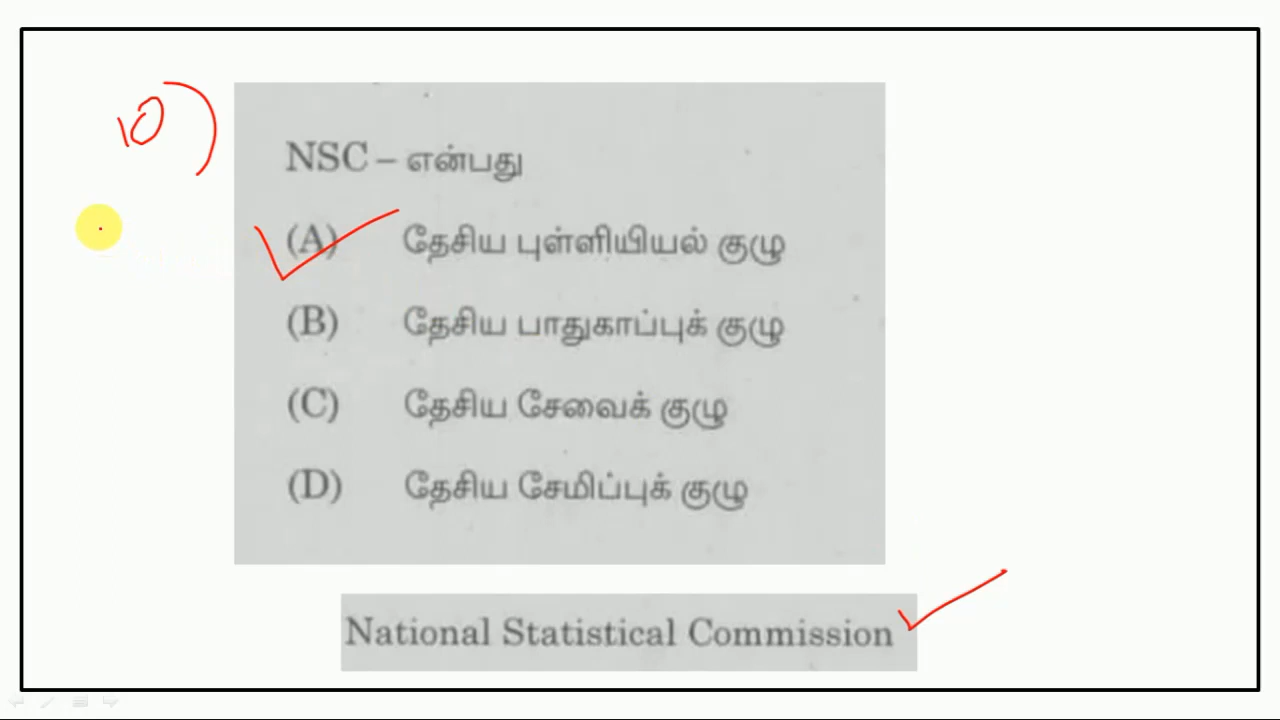 10)
NSC – என்பது
(A) தேசிய புள்ளியியல் குழு
(B) தேசிய பாதுகாப்புக் குழு
(C) தேசிய சேவைக் குழு
(D) தேசிய சேமிப்புக் குழு
National Statistical Commission